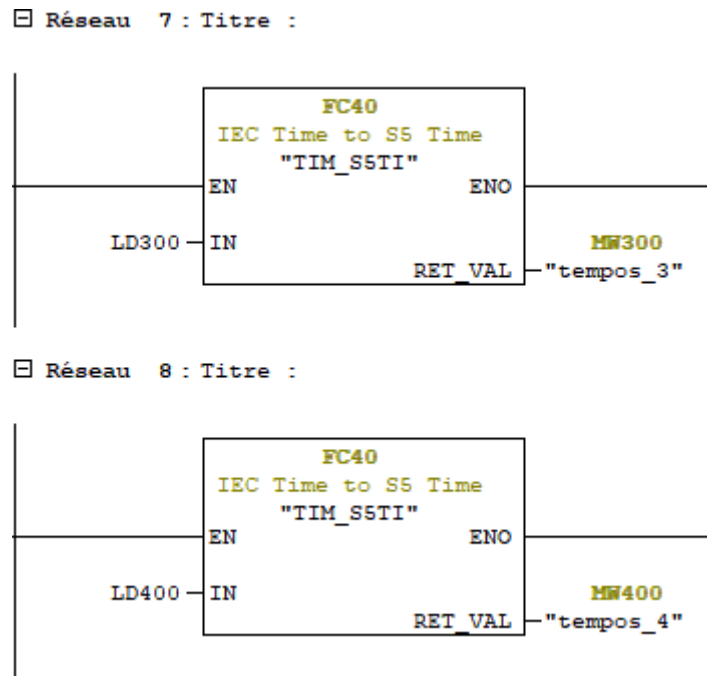 Réseau 7 : Titre :
FC40
IEC Time to S5 Time
"TIM_S5TI"
EN ENO
LD300 IN MW300
RET_VAL "tempos_3"
Réseau 8 : Titre :
FC40
IEC Time to S5 Time
"TIM_S5TI"
EN ENO
LD400 IN MW400
RET_VAL "tempos_4"